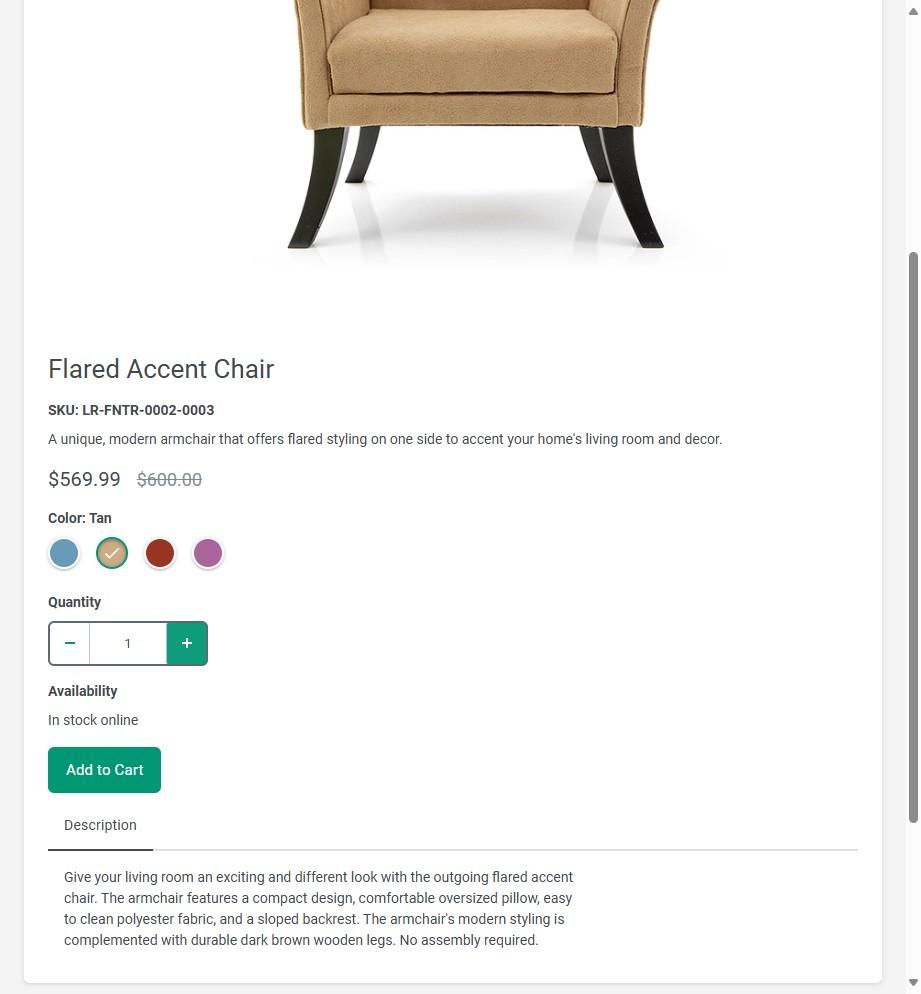 Flared Accent Chair
SKU: LR-FNTR-0002-0003
A unique, modern armchair that offers flared styling on one side to accent your home's living room and decor.
$569.99 $600.00
Color: Tan
Quantity
− 1 +
Availability
In stock online
Add to Cart
Description
Give your living room an exciting and different look with the outgoing flared accent
chair. The armchair features a compact design, comfortable oversized pillow, easy
to clean polyester fabric, and a sloped backrest. The armchair's modern styling is
complemented with durable dark brown wooden legs. No assembly required.